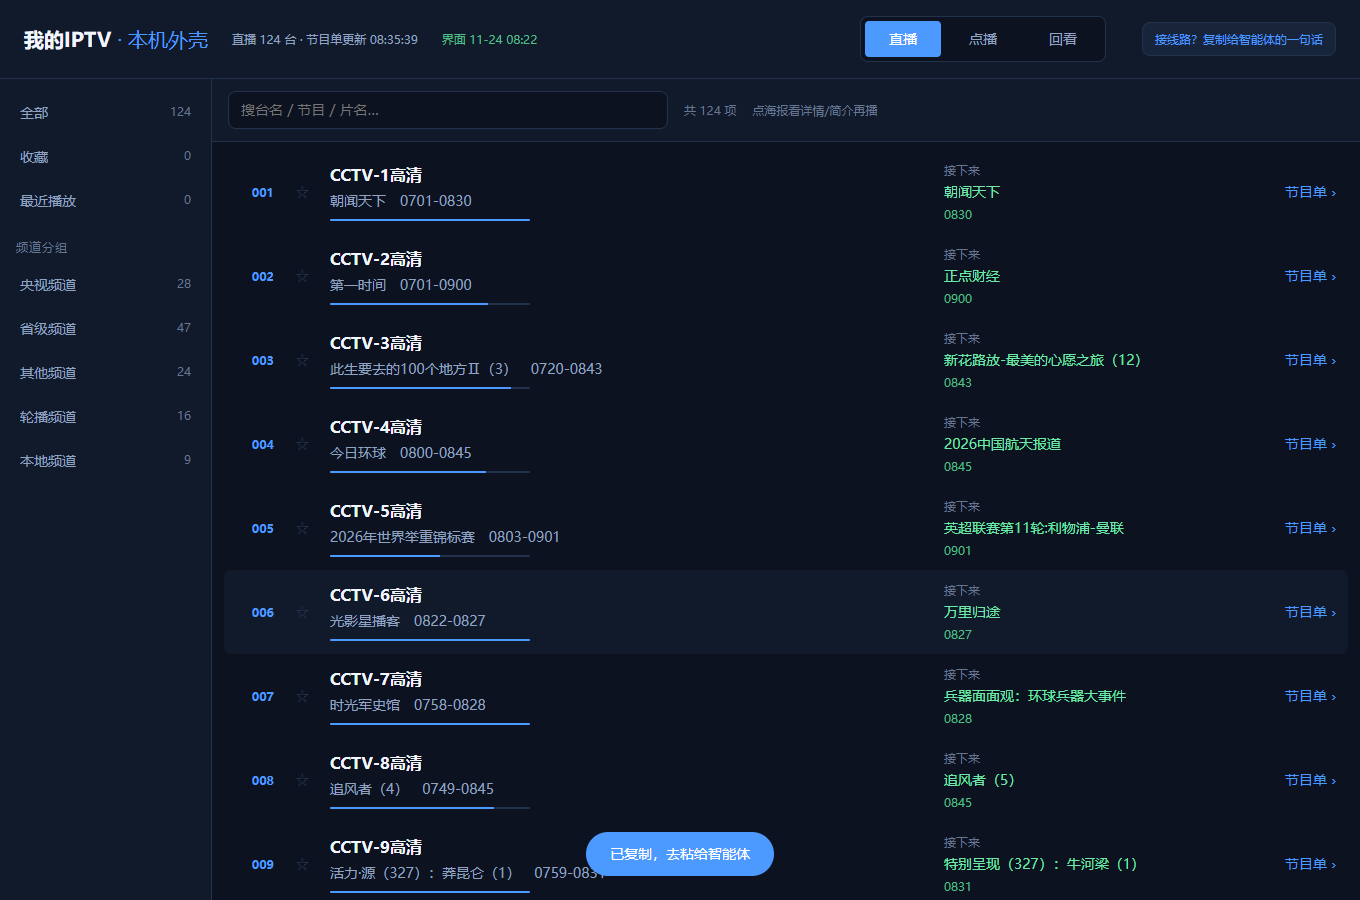 我的IPTV · 本机外壳
直播 124 台 · 节目单更新 08:35:39
界面 11-24 08:22
直播
点播
回看
接线路？复制给智能体的一句话
全部 124
收藏 0
最近播放 0
频道分组
央视频道 28
省级频道 47
其他频道 24
轮播频道 16
本地频道 9
搜台名 / 节目 / 片名...
共 124 项
点海报看详情/简介再播
001 ☆
CCTV-1高清
朝闻天下 0701-0830
接下来
朝闻天下
0830
节目单 ›
002 ☆
CCTV-2高清
第一时间 0701-0900
接下来
正点财经
0900
节目单 ›
003 ☆
CCTV-3高清
此生要去的100个地方Ⅱ（3） 0720-0843
接下来
新花路放-最美的心愿之旅（12）
0843
节目单 ›
004 ☆
CCTV-4高清
今日环球 0800-0845
接下来
2026中国航天报道
0845
节目单 ›
005 ☆
CCTV-5高清
2026年世界举重锦标赛 0803-0901
接下来
英超联赛第11轮:利物浦-曼联
0901
节目单 ›
006 ☆
CCTV-6高清
光影星播客 0822-0827
接下来
万里归途
0827
节目单 ›
007 ☆
CCTV-7高清
时光军史馆 0758-0828
接下来
兵器面面观：环球兵器大事件
0828
节目单 ›
008 ☆
CCTV-8高清
追风者（4） 0749-0845
接下来
追风者（5）
0845
节目单 ›
009 ☆
CCTV-9高清
活力·源（327）：莽昆仑（1） 0759-083
接下来
特别呈现（327）：牛河梁（1）
0831
节目单 ›
已复制，去粘给智能体